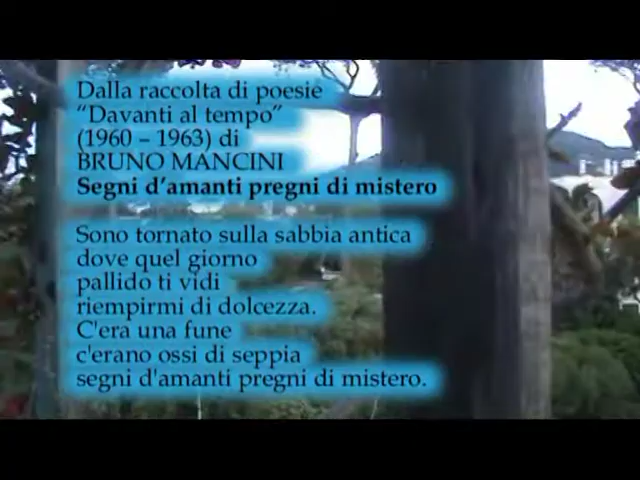 Dalla raccolta di poesie
“Davanti al tempo”
(1960 – 1963) di
BRUNO MANCINI
Segni d’amanti pregni di mistero
Sono tornato sulla sabbia antica
dove quel giorno
pallido ti vidi
riempirmi di dolcezza.
C'era una fune
c'erano ossi di seppia
segni d'amanti pregni di mistero.